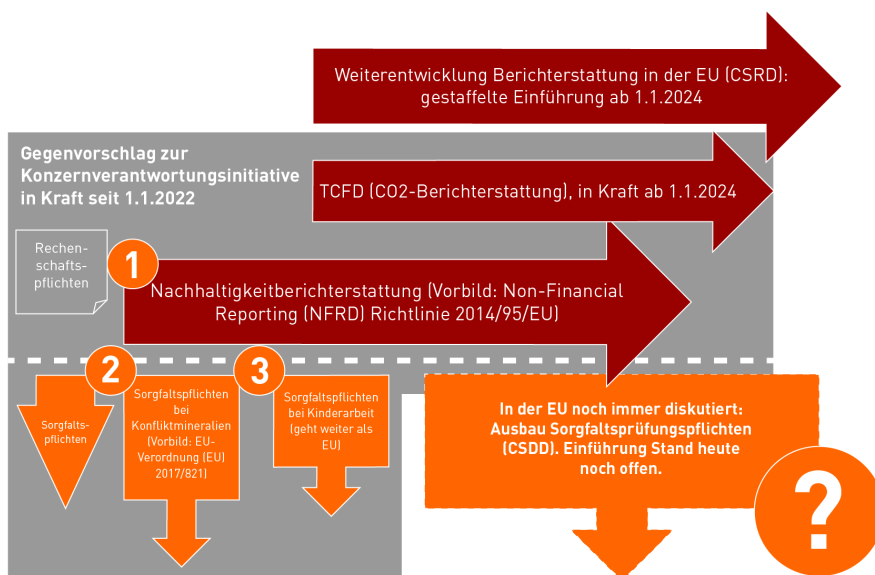 Weiterentwicklung Berichterstattung in der EU (CSRD):
gestaffelte Einführung ab 1.1.2024
Gegenvorschlag zur
Konzernverantwortungsinitiative
in Kraft seit 1.1.2022
TCFD (CO2-Berichterstattung), in Kraft ab 1.1.2024
Rechen-
schafts-
pflichten
1
Nachhaltigkeitberichterstattung (Vorbild: Non-Financial
Reporting (NFRD) Richtlinie 2014/95/EU)
Sorgfalts-
pflichten
2
Sorgfaltspflichten
bei
Konfliktmineralien
(Vorbild: EU-
Verordnung (EU)
2017/821)
3
Sorgfaltspflichten
bei Kinderarbeit
(geht weiter als
EU)
In der EU noch immer diskutiert:
Ausbau Sorgfaltsprüfungspflichten
(CSDD). Einführung Stand heute
noch offen.
?